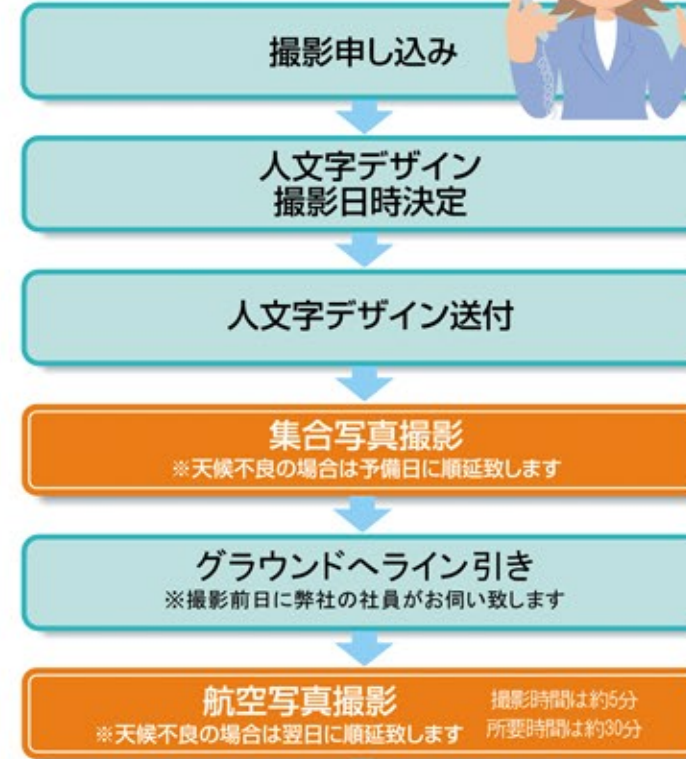 撮影申し込み
人文字デザイン
撮影日時決定
人文字デザイン送付
集合写真撮影
※天候不良の場合は予備日に順延致します
グラウンドへライン引き
※撮影前日に弊社の社員がお伺い致します
航空写真撮影
※天候不良の場合は翌日に順延致します
撮影時間は約5分
所要時間は約30分